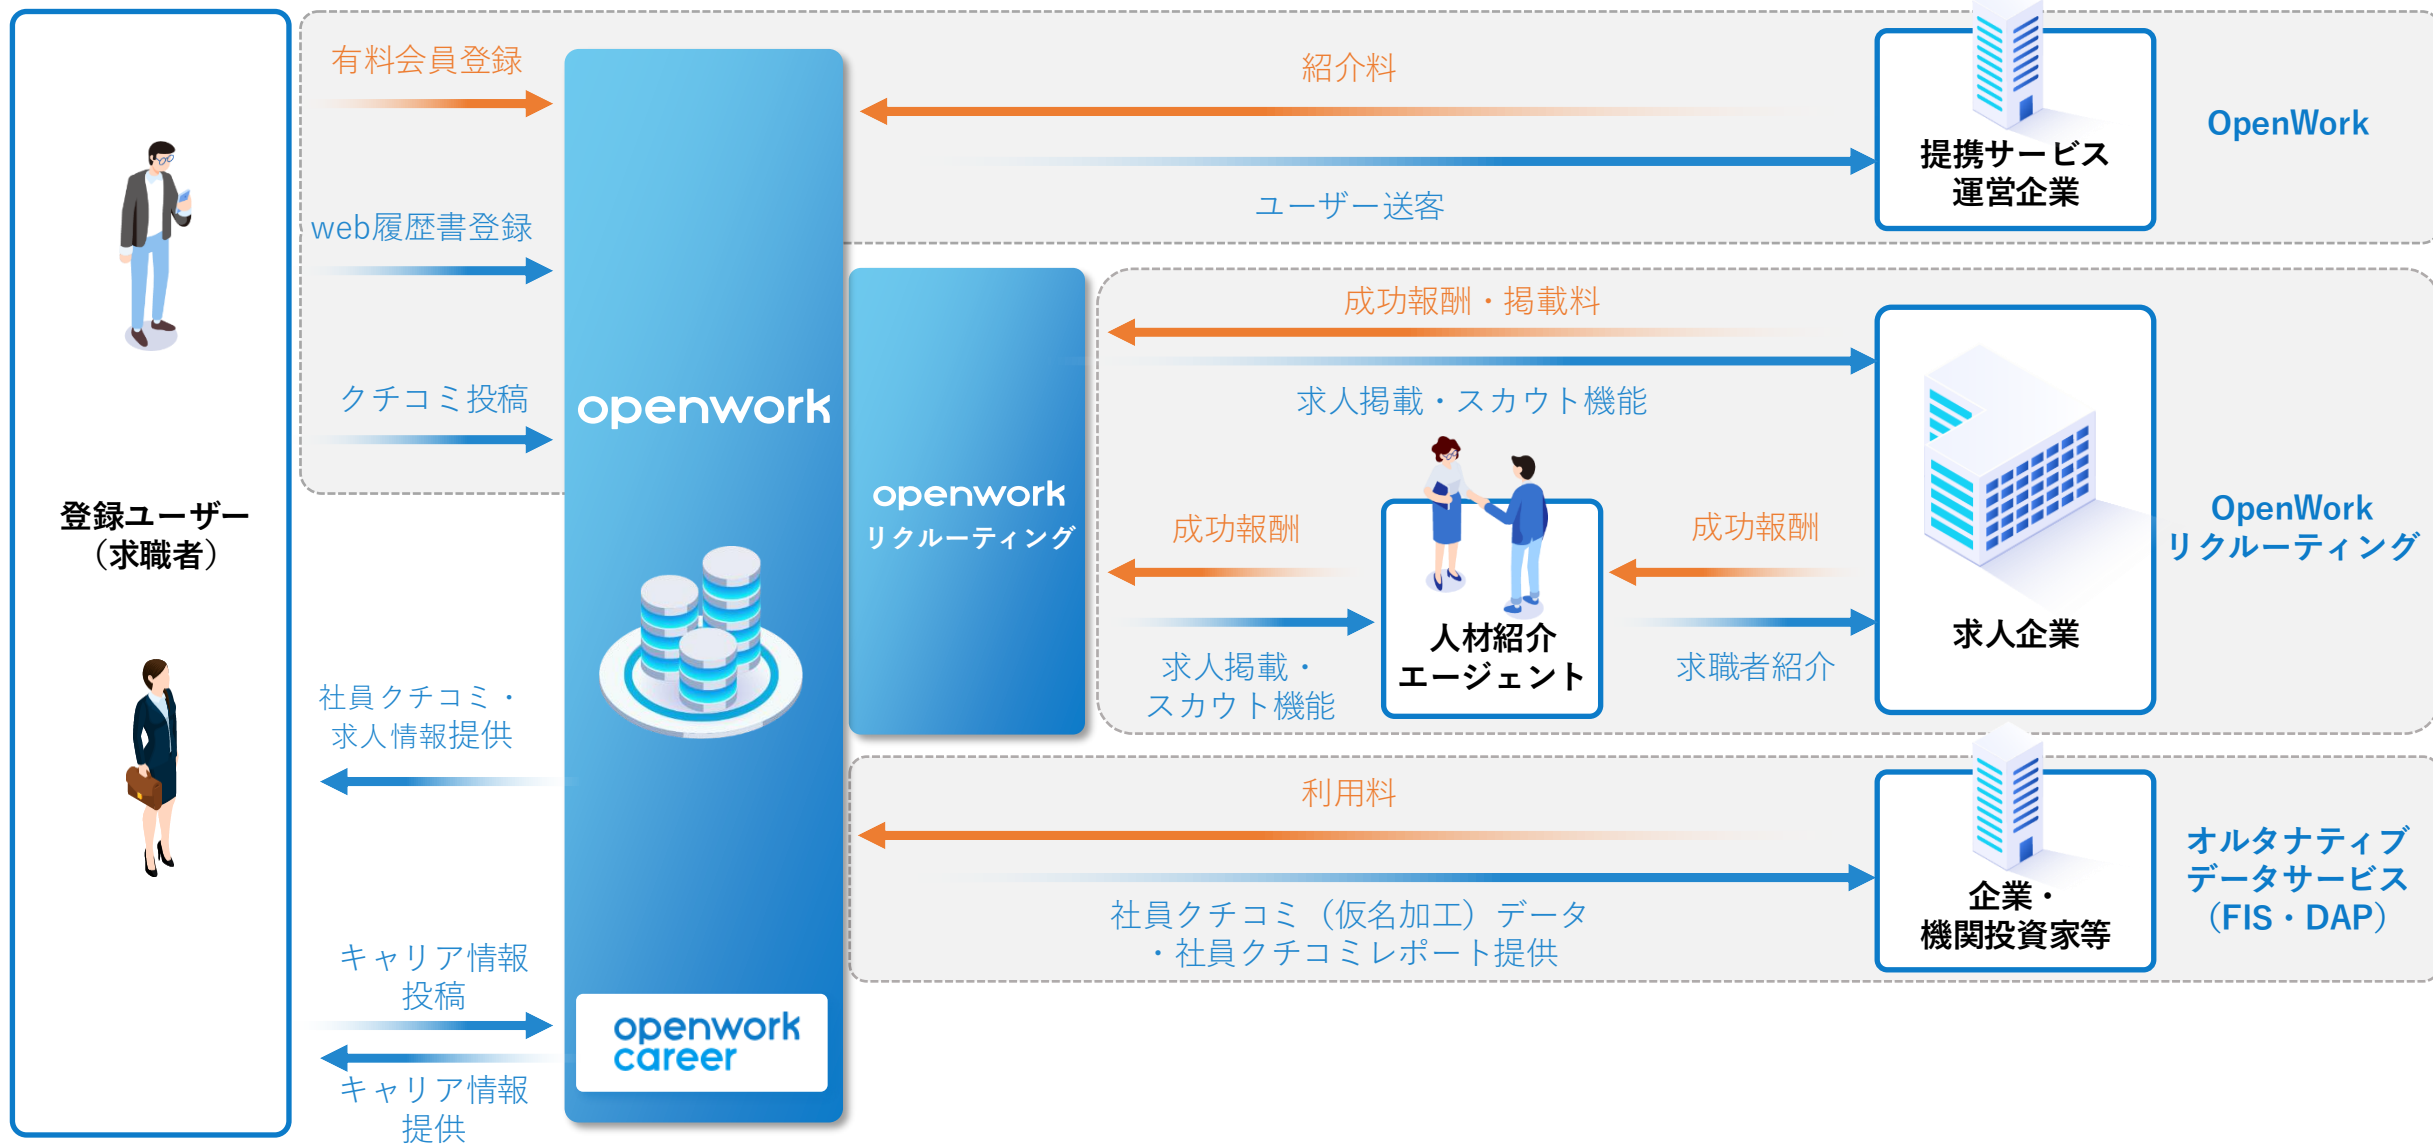 有料会員登録
web履歴書登録
クチコミ投稿
登録ユーザー
（求職者）
社員クチコミ・
求人情報提供
キャリア情報
投稿
キャリア情報
提供
openwork
openwork
career
紹介料
ユーザー送客
提携サービス
運営企業
OpenWork
openwork
リクルーティング
成功報酬・掲載料
求人掲載・スカウト機能
成功報酬
求人掲載・
スカウト機能
人材紹介
エージェント
成功報酬
求職者紹介
求人企業
OpenWork
リクルーティング
利用料
社員クチコミ（仮名加工）データ
・社員クチコミレポート提供
企業・
機関投資家等
オルタナティブ
データサービス
（FIS・DAP）